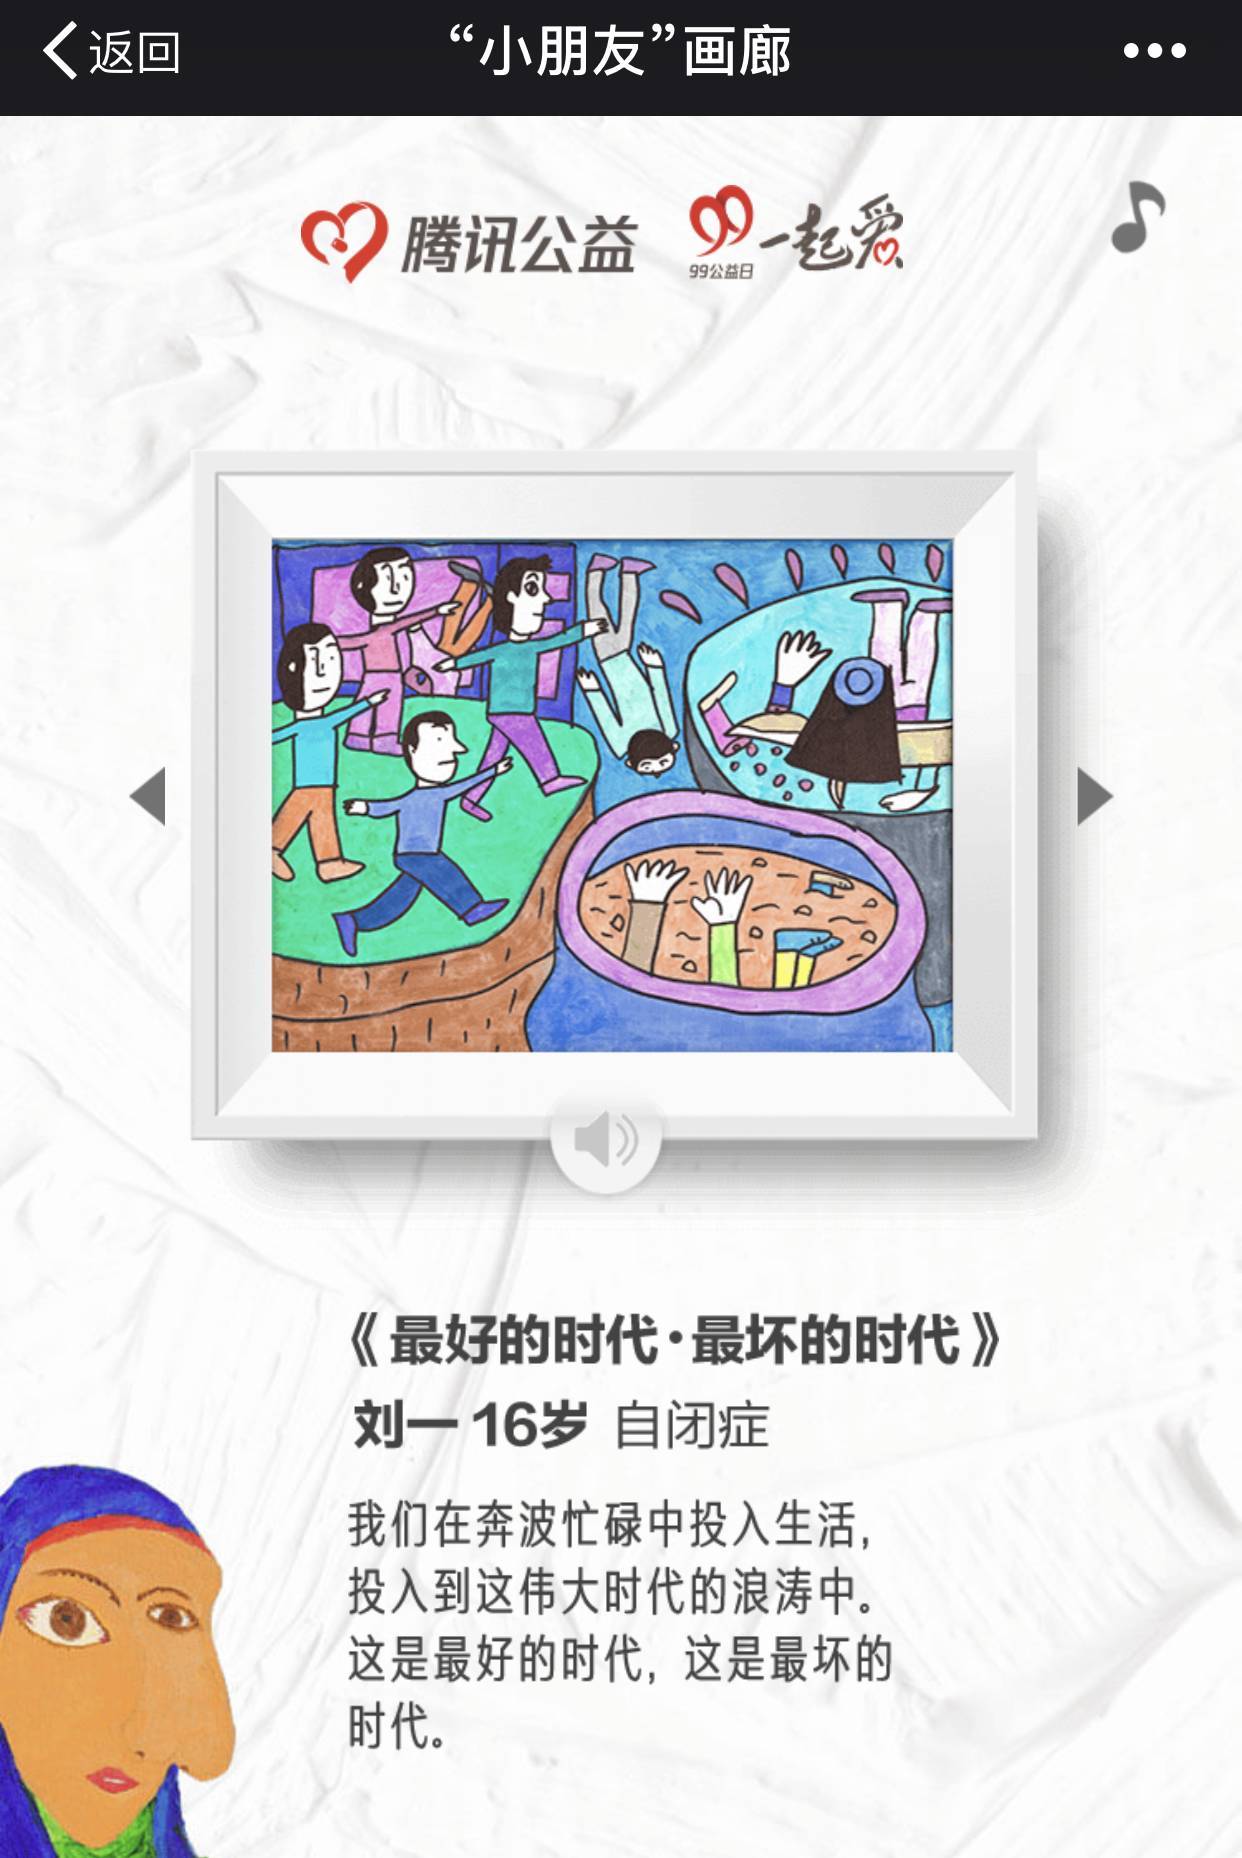 返回
“小朋友”画廊
腾讯公益
99公益日
一起爱
《最好的时代·最坏的时代》
刘一 16岁 自闭症
我们在奔波忙碌中投入生活，
投入到这伟大时代的浪涛中。
这是最好的时代，这是最坏的
时代。